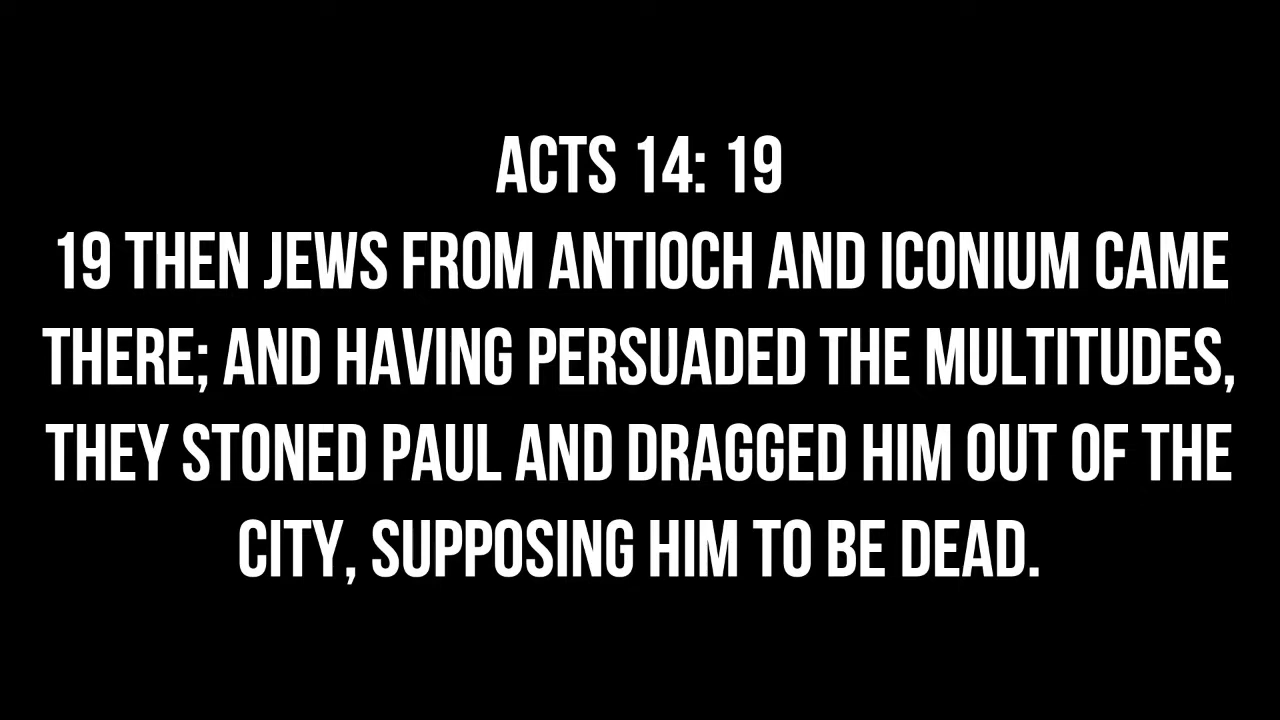 ACTS 14: 19
19 THEN JEWS FROM ANTIOCH AND ICONIUM CAME
THERE; AND HAVING PERSUADED THE MULTITUDES,
THEY STONED PAUL AND DRAGGED HIM OUT OF THE
CITY, SUPPOSING HIM TO BE DEAD.